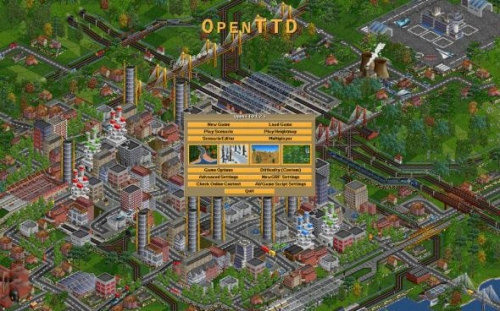 OPENTTD
New Game Load Game
Play Scenario Play Heightmap
Scenario Editor Multiplayer
Game Options Difficulty (Custom)
Advanced Settings NewGRF Settings
Check Online Content AI/Game Script Settings
Quit